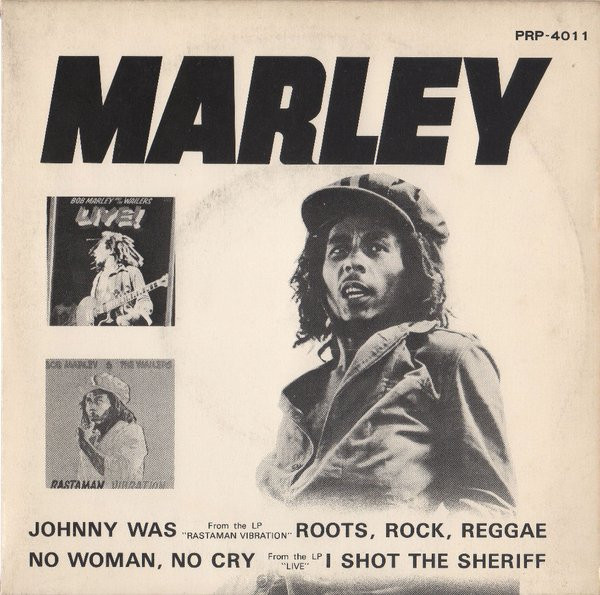 PRP-4011
MARLEY
BOB MARLEY AND THE WAILERS
LIVE!
BOB MARLEY & THE WAILERS
RASTAMAN VIBRATION
JOHNNY WAS From the LP "RASTAMAN VIBRATION" ROOTS, ROCK, REGGAE
NO WOMAN, NO CRY From the LP "LIVE" I SHOT THE SHERIFF